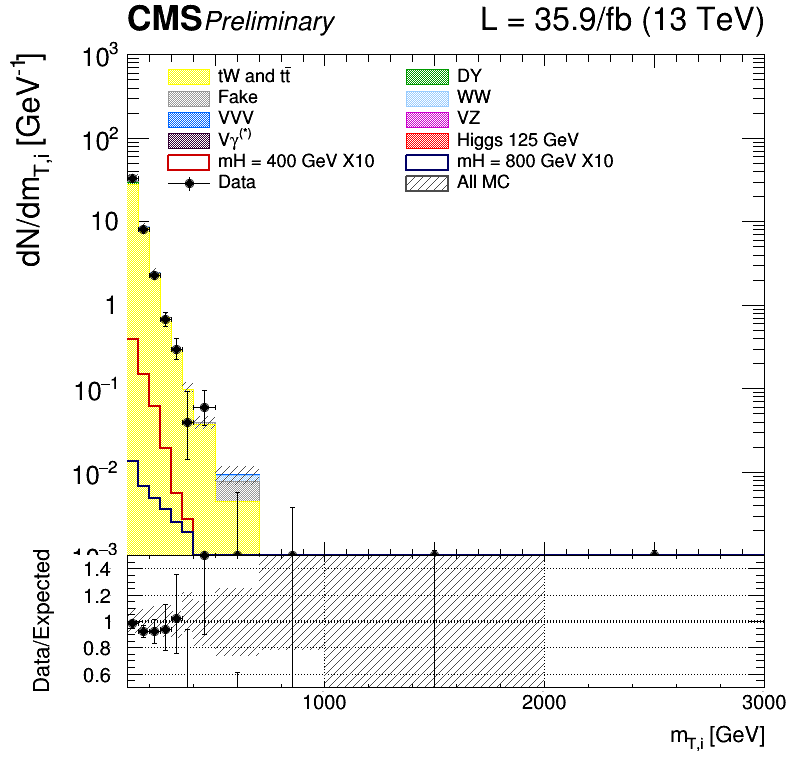 CMS Preliminary L = 35.9/fb (13 TeV)
dN/dm_{T,i} [GeV⁻¹]
10³
10²
10
1
10⁻¹
10⁻²
10⁻³
tW and tt̄
DY
Fake
WW
VVV
VZ
Vγ⁽*⁾
Higgs 125 GeV
mH = 400 GeV X10
mH = 800 GeV X10
Data
All MC
Data/Expected
1.4
1.2
1
0.8
0.6
1000 2000 3000
m_{T,i} [GeV]